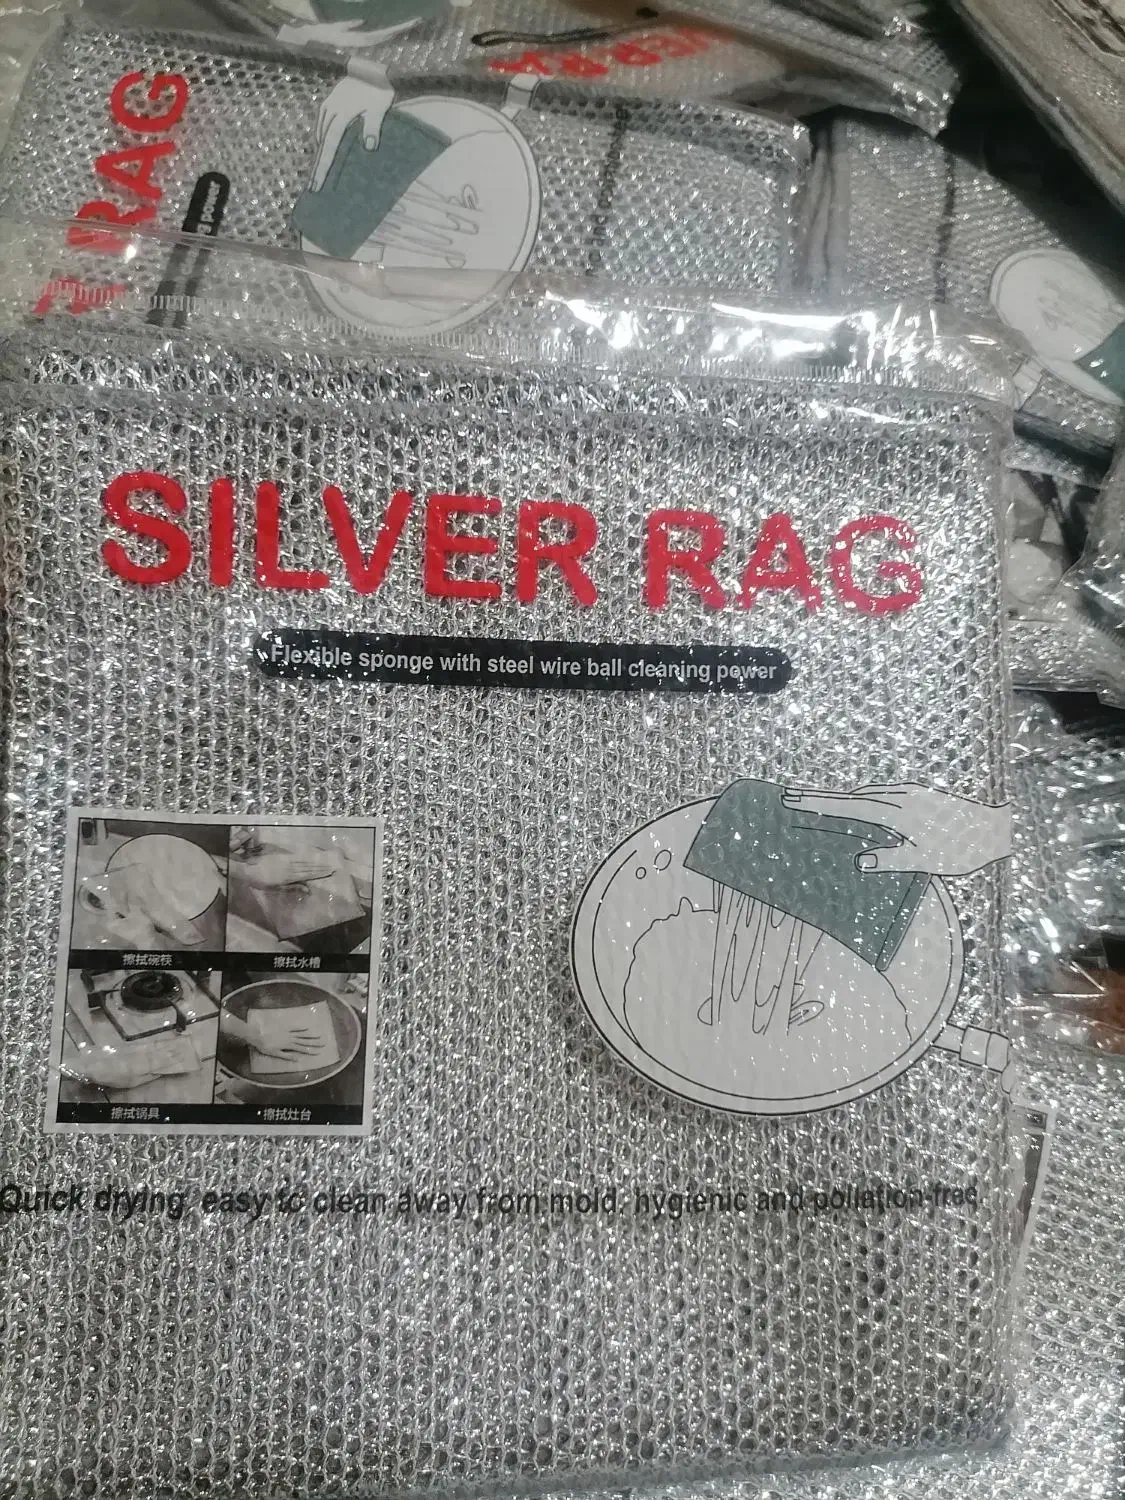 RAG
SILVER RAG
Flexible sponge with steel wire ball cleaning power
擦拭碗筷
擦拭水槽
擦拭锅具
擦拭灶台
Quick drying, easy to clean away from mold, hygienic and pollation-free.